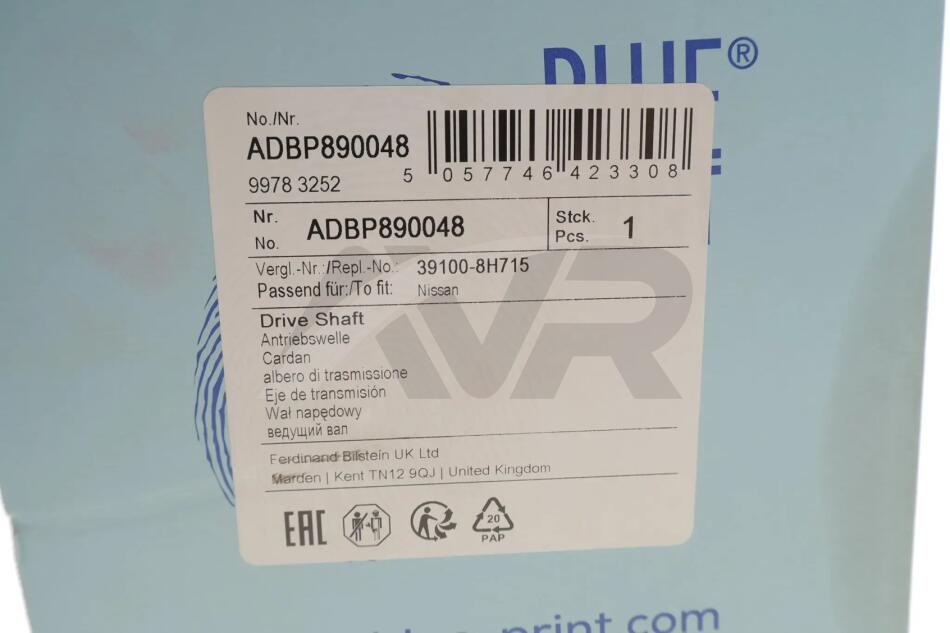 BLUE®
No./Nr.
ADBP890048
9978 3252
5 057746 423308
Nr.
No. ADBP890048
Stck.
Pcs. 1
Vergl.-Nr.:/Repl.-No.: 39100-8H715
Passend für:/To fit: Nissan
AVR
Drive Shaft
Antriebswelle
Cardan
albero di trasmissione
Eje de transmisión
Wał napędowy
ведущий вал
Ferdinand Bilstein UK Ltd
Marden | Kent TN12 9QJ | United Kingdom
EAC
20
PAP
print.com